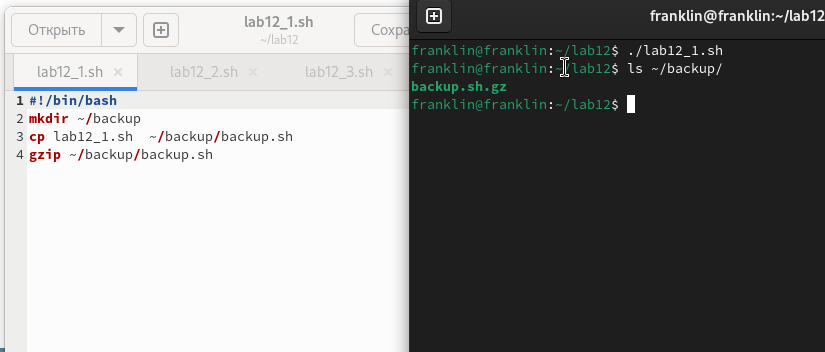 Открыть
lab12_1.sh
~/lab12
Сохра
lab12_1.sh × lab12_2.sh × lab12_3.sh ×
1 #!/bin/bash
2 mkdir ~/backup
3 cp lab12_1.sh  ~/backup/backup.sh
4 gzip ~/backup/backup.sh
franklin@franklin:~/lab12
franklin@franklin:~/lab12$ ./lab12_1.sh
franklin@franklin:~/lab12$ ls ~/backup/
backup.sh.gz
franklin@franklin:~/lab12$